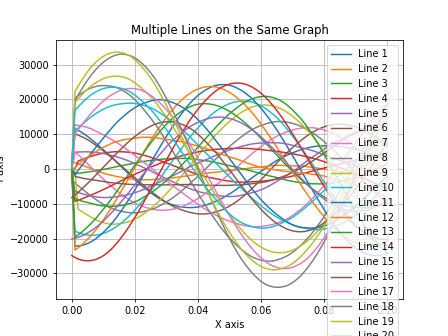 Multiple Lines on the Same Graph
30000
20000
10000
0
-10000
-20000
-30000
0.00
0.02
0.04
0.06
X axis
Line 1
Line 2
Line 3
Line 4
Line 5
Line 6
Line 7
Line 8
Line 9
Line 10
Line 11
Line 12
Line 13
Line 14
Line 15
Line 16
Line 17
Line 18
Line 19
Line 20